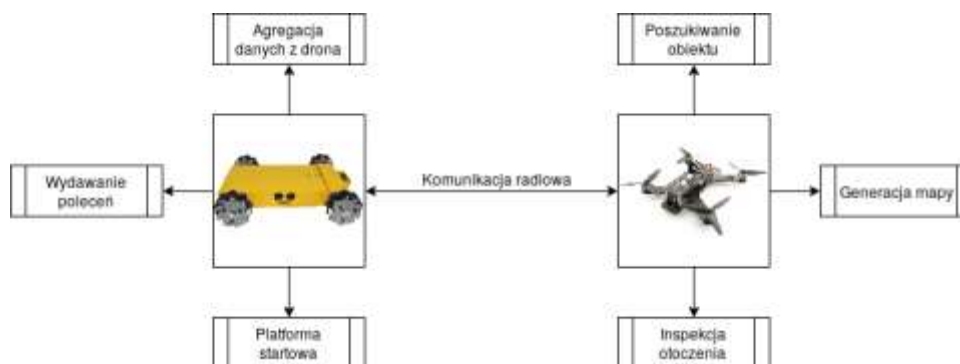 Agregacja
danych z drona
Poszukiwanie
obiektu
Wydawanie
poleceń
Komunikacja radiowa
Generacja mapy
Platforma
startowa
Inspekcja
otoczenia